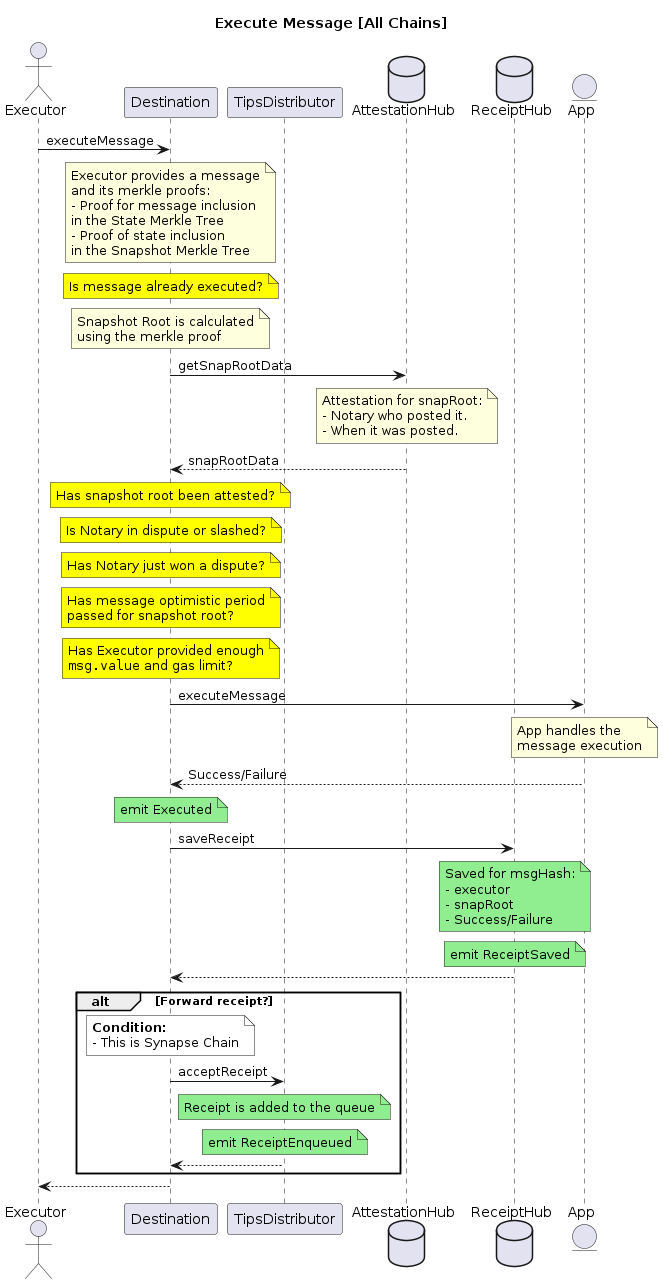 Execute Message [All Chains]
Executor
Destination
TipsDistributor
AttestationHub
ReceiptHub
App
executeMessage
Executor provides a message
and its merkle proofs:
- Proof for message inclusion
in the State Merkle Tree
- Proof of state inclusion
in the Snapshot Merkle Tree
Is message already executed?
Snapshot Root is calculated
using the merkle proof
getSnapRootData
Attestation for snapRoot:
- Notary who posted it.
- When it was posted.
snapRootData
Has snapshot root been attested?
Is Notary in dispute or slashed?
Has Notary just won a dispute?
Has message optimistic period
passed for snapshot root?
Has Executor provided enough
msg.value and gas limit?
executeMessage
App handles the
message execution
Success/Failure
emit Executed
saveReceipt
Saved for msgHash:
- executor
- snapRoot
- Success/Failure
emit ReceiptSaved
alt
[Forward receipt?]
Condition:
- This is Synapse Chain
acceptReceipt
Receipt is added to the queue
emit ReceiptEnqueued
Executor
Destination
TipsDistributor
AttestationHub
ReceiptHub
App